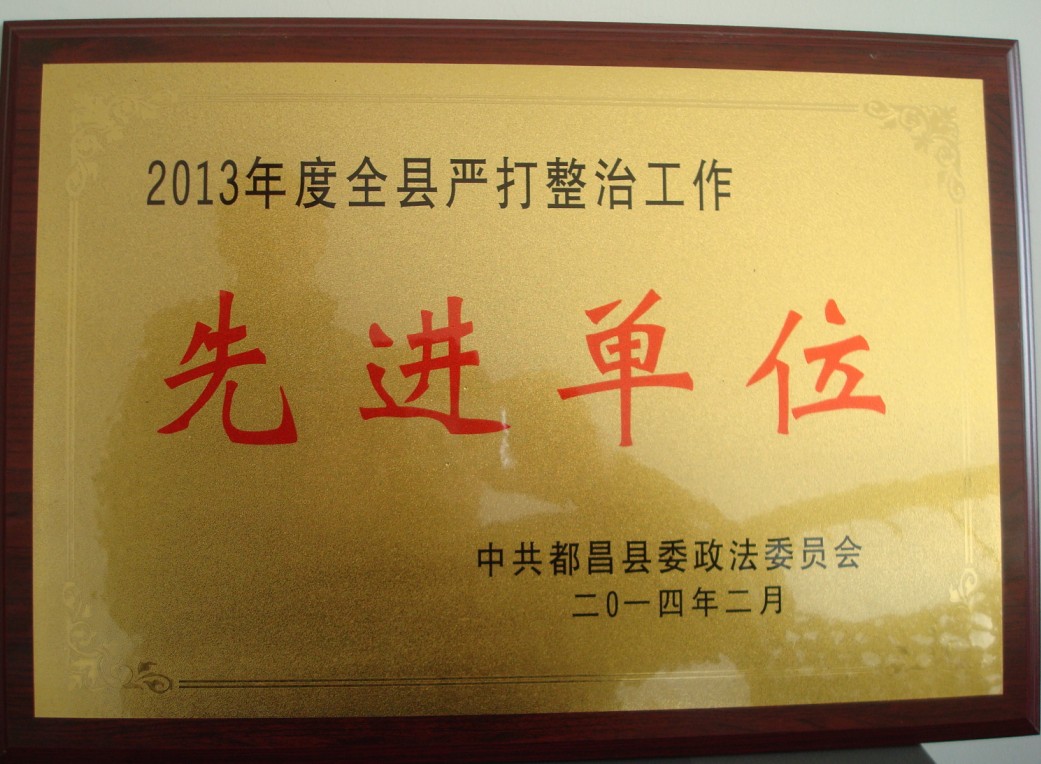 2013年度全县严打整治工作
先进单位
中共都昌县委政法委员会
二0一四年二月